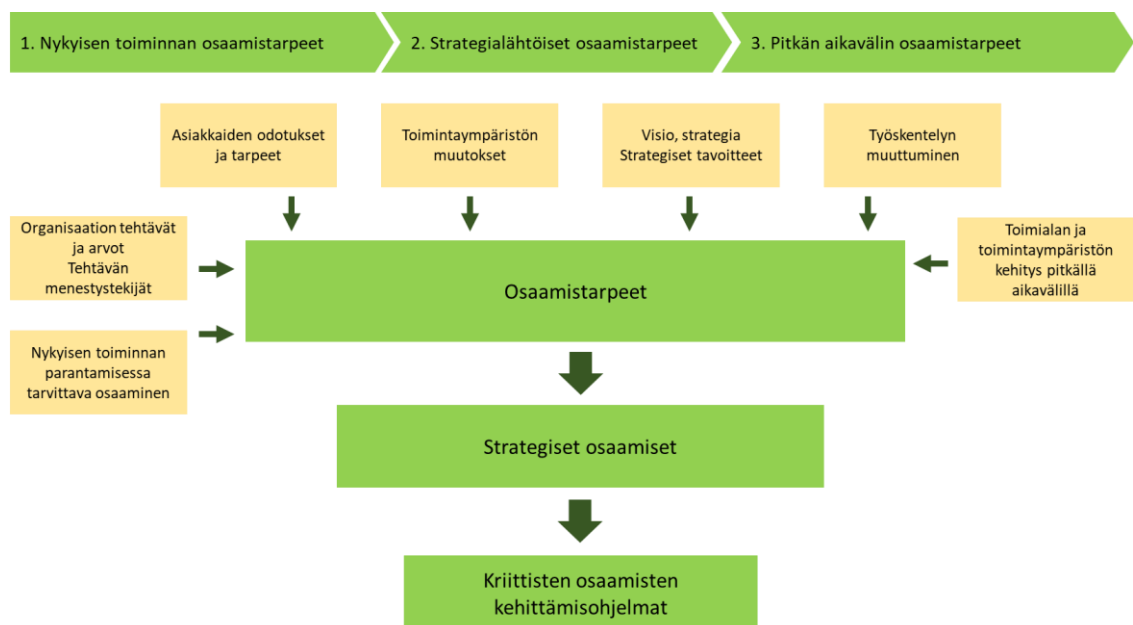 1. Nykyisen toiminnan osaamistarpeet
2. Strategialähtöiset osaamistarpeet
3. Pitkän aikavälin osaamistarpeet
Asiakkaiden odotukset
ja tarpeet
Toimintaympäristön
muutokset
Visio, strategia
Strategiset tavoitteet
Työskentelyn
muuttuminen
Organisaation tehtävät
ja arvot
Tehtävän
menestystekijät
Toimialan ja
toimintaympäristön
kehitys pitkällä
aikavälillä
Osaamistarpeet
Nykyisen toiminnan
parantamisessa
tarvittava osaaminen
Strategiset osaamiset
Kriittisten osaamisten
kehittämisohjelmat